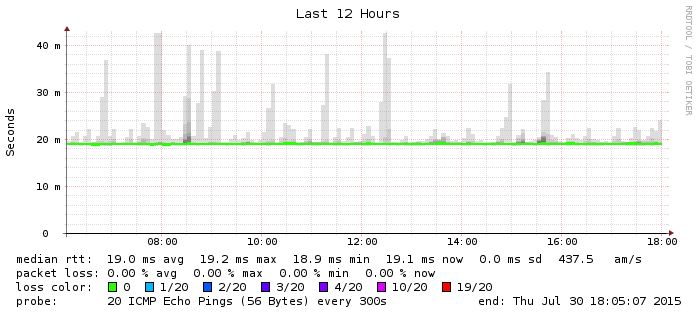 Last 12 Hours
RRDTOOL / TOBI OETIKER
Seconds
40 m
30 m
20 m
10 m
0
08:00 10:00 12:00 14:00 16:00 18:00
median rtt: 19.0 ms avg 19.2 ms max 18.9 ms min 19.1 ms now 0.0 ms sd 437.5 am/s
packet loss: 0.00 % avg 0.00 % max 0.00 % min 0.00 % now
loss color: 0 1/20 2/20 3/20 4/20 10/20 19/20
probe: 20 ICMP Echo Pings (56 Bytes) every 300s end: Thu Jul 30 18:05:07 2015